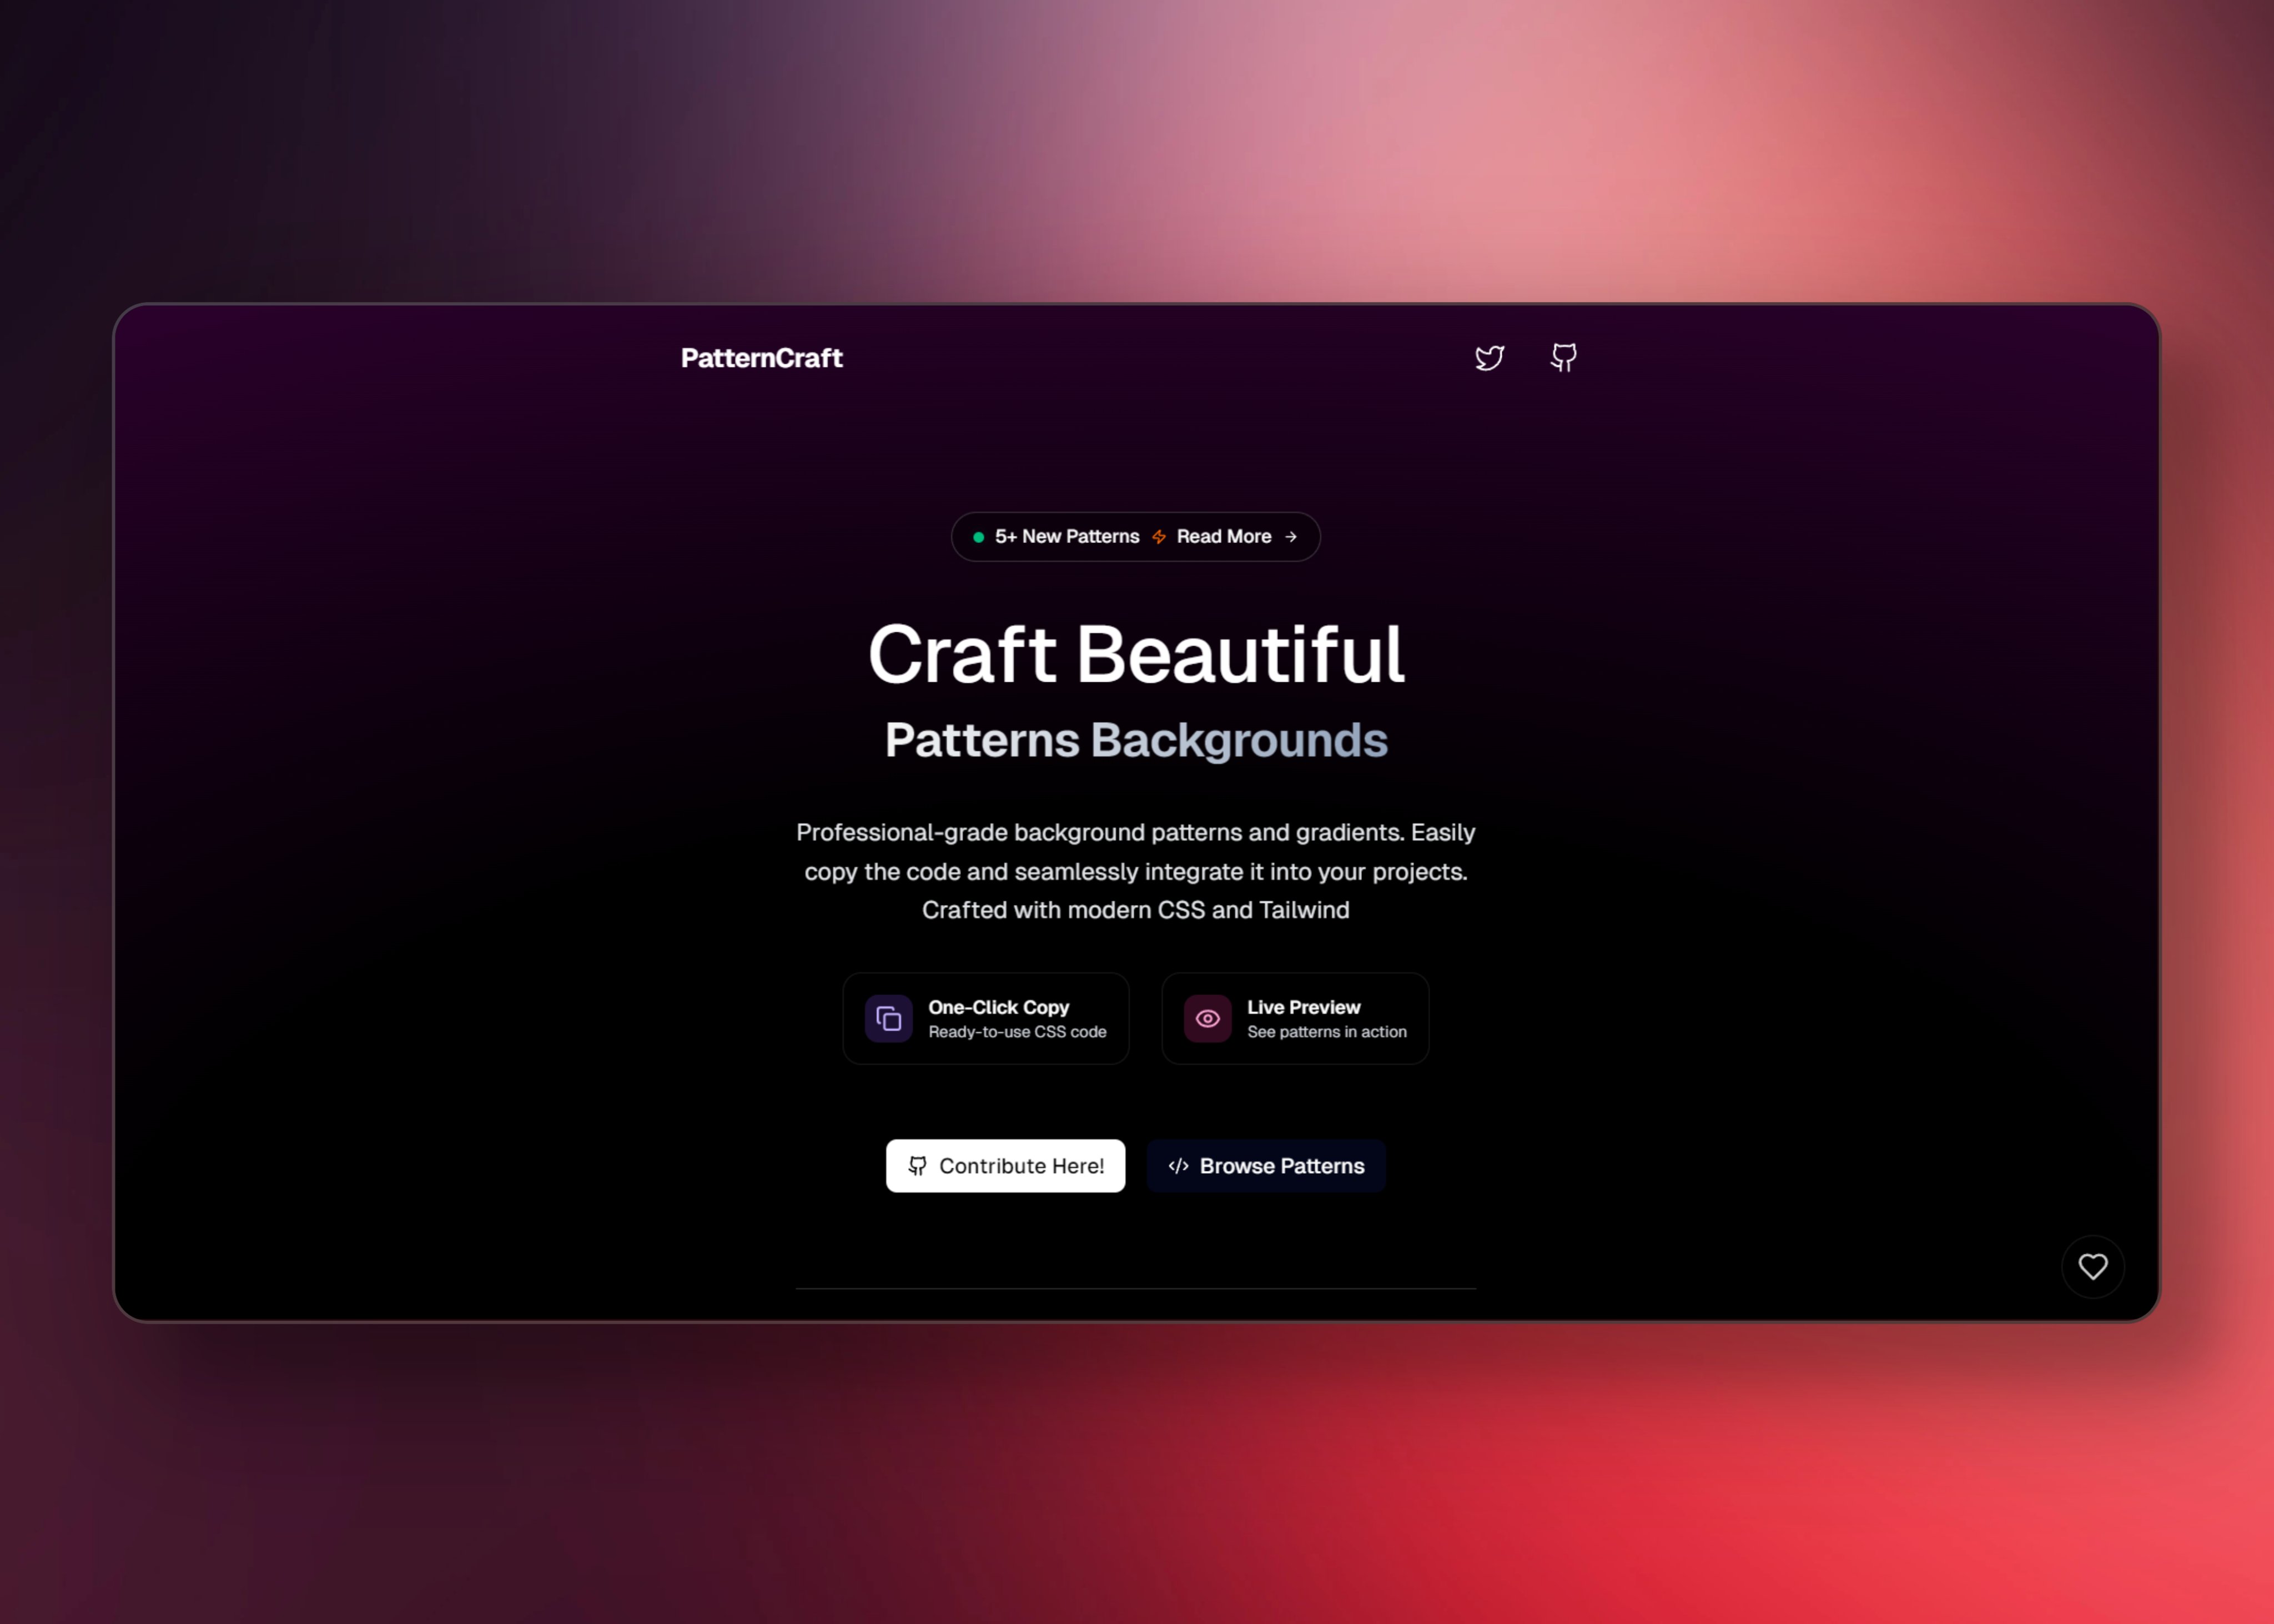 PatternCraft
5+ New Patterns Read More →
Craft Beautiful
Patterns Backgrounds
Professional-grade background patterns and gradients. Easily
copy the code and seamlessly integrate it into your projects.
Crafted with modern CSS and Tailwind
One-Click Copy
Ready-to-use CSS code
Live Preview
See patterns in action
Contribute Here!
</> Browse Patterns